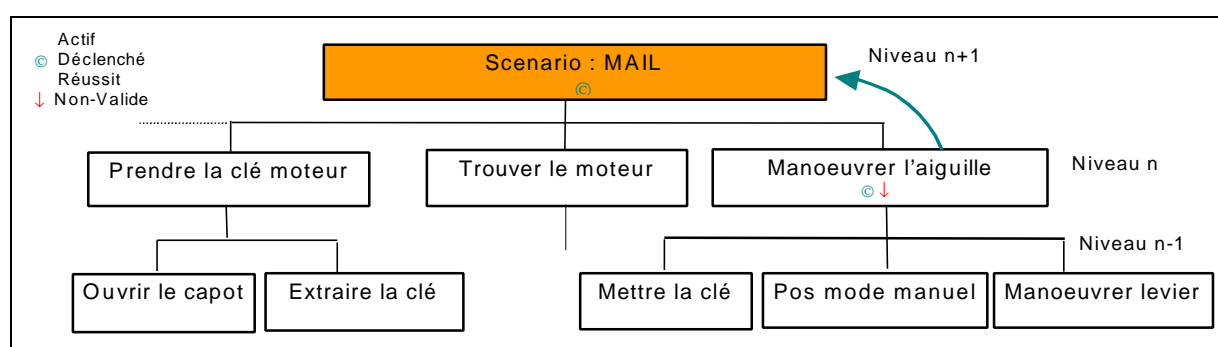 Actif
© Déclenché
Réussit
↓ Non-Valide
Scenario : MAIL
©
Niveau n+1
Prendre la clé moteur
Trouver le moteur
Manoeuvrer l'aiguille
© ↓
Niveau n
Niveau n-1
Ouvrir le capot
Extraire la clé
Mettre la clé
Pos mode manuel
Manoeuvrer levier